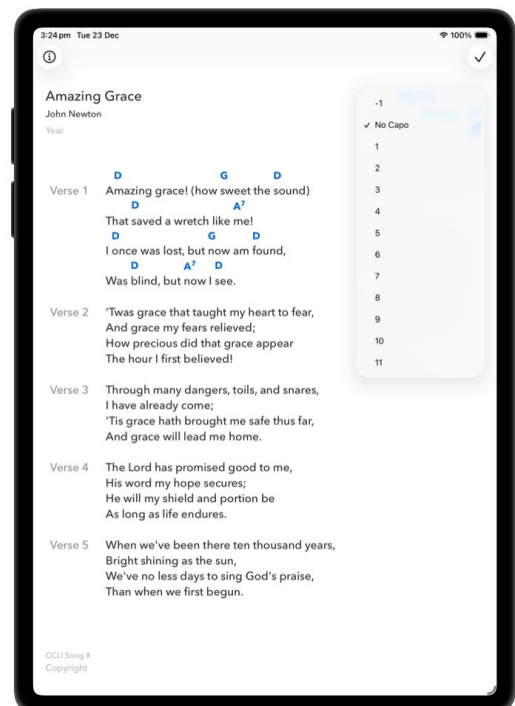 3:24 pm Tue 23 Dec
100%
Amazing Grace
John Newton
Year
-1
✓ No Capo
1
2
3
4
5
6
7
8
9
10
11
D G D
Verse 1 Amazing grace! (how sweet the sound)
D A7
That saved a wretch like me!
D G D
I once was lost, but now am found,
D A7 D
Was blind, but now I see.
Verse 2 'Twas grace that taught my heart to fear,
And grace my fears relieved;
How precious did that grace appear
The hour I first believed!
Verse 3 Through many dangers, toils, and snares,
I have already come;
'Tis grace hath brought me safe thus far,
And grace will lead me home.
Verse 4 The Lord has promised good to me,
His word my hope secures;
He will my shield and portion be
As long as life endures.
Verse 5 When we've been there ten thousand years,
Bright shining as the sun,
We've no less days to sing God's praise,
Than when we first begun.
CCLI Song #
Copyright